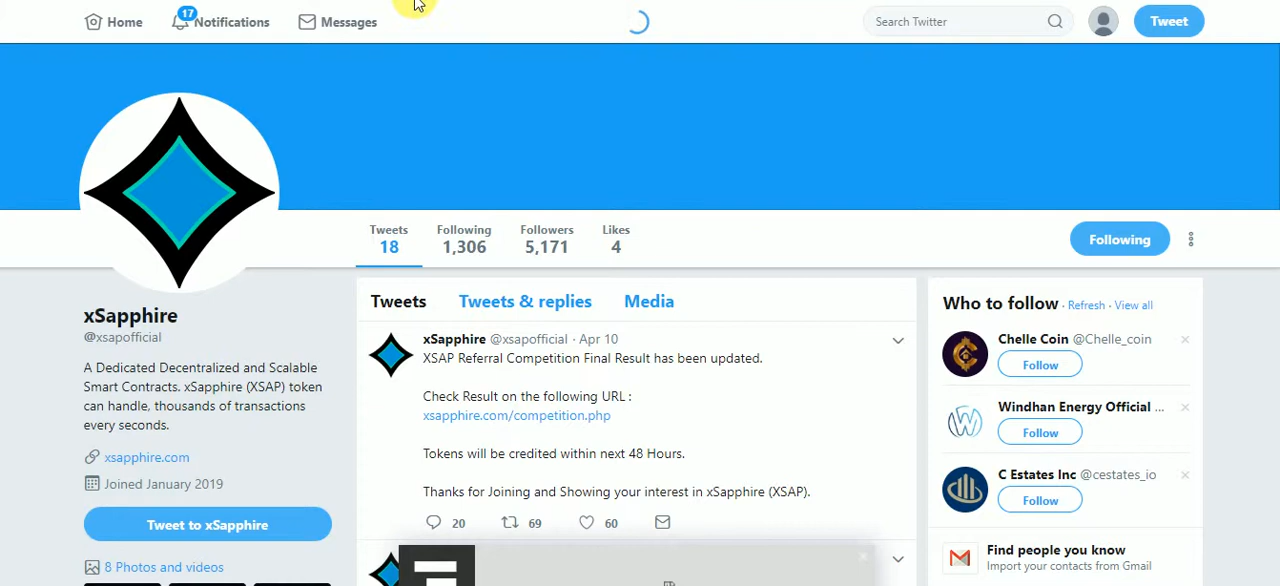 Home
17
Notifications
Messages
Search Twitter
Tweet
Tweets
18
Following
1,306
Followers
5,171
Likes
4
Following
xSapphire
@xsapofficial
A Dedicated Decentralized and Scalable
Smart Contracts. xSapphire (XSAP) token
can handle, thousands of transactions
every seconds.
xsapphire.com
Joined January 2019
Tweet to xSapphire
8 Photos and videos
Tweets
Tweets & replies
Media
xSapphire @xsapofficial · Apr 10
XSAP Referral Competition Final Result has been updated.
Check Result on the following URL :
xsapphire.com/competition.php
Tokens will be credited within next 48 Hours.
Thanks for Joining and Showing your interest in xSapphire (XSAP).
20
69
60
Who to follow · Refresh · View all
Chelle Coin @Chelle_coin
Follow
Windhan Energy Official ...
Follow
C Estates Inc @cestates_io
Follow
Find people you know
Import your contacts from Gmail